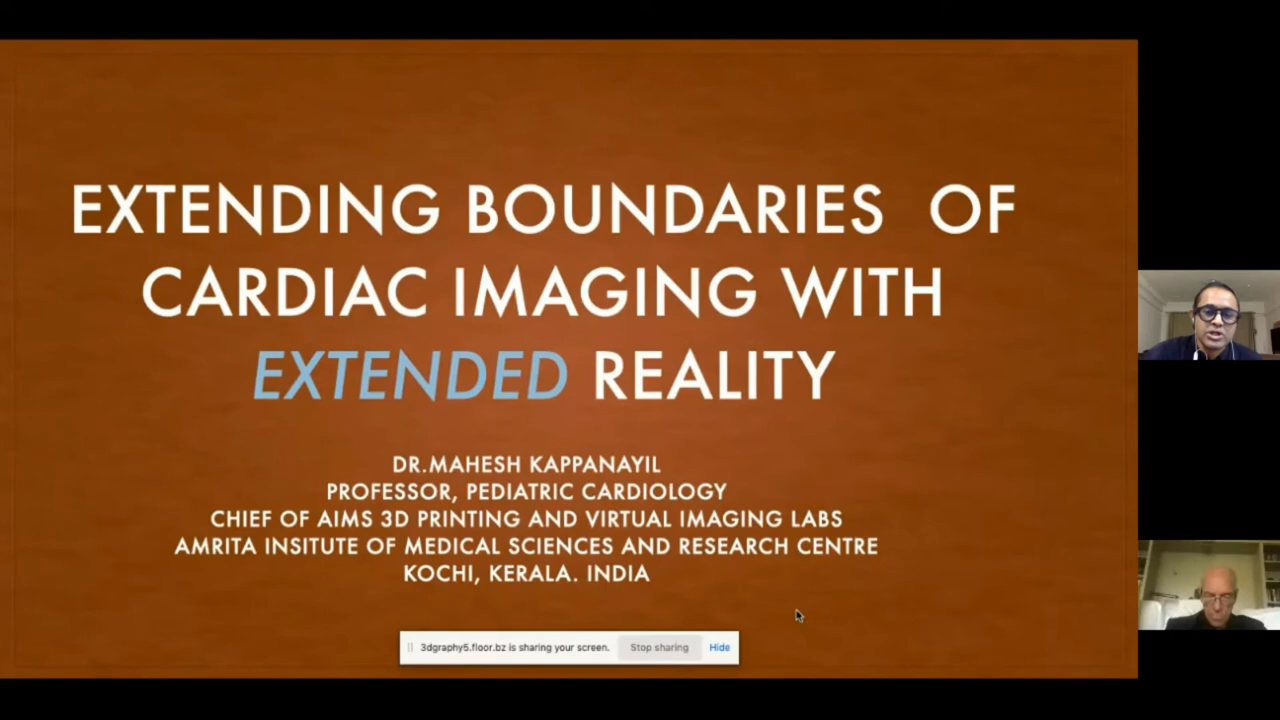 EXTENDING BOUNDARIES OF
CARDIAC IMAGING WITH
EXTENDED REALITY
DR.MAHESH KAPPANAYIL
PROFESSOR, PEDIATRIC CARDIOLOGY
CHIEF OF AIMS 3D PRINTING AND VIRTUAL IMAGING LABS
AMRITA INSITUTE OF MEDICAL SCIENCES AND RESEARCH CENTRE
KOCHI, KERALA. INDIA
3dgraphy5.floor.bz is sharing your screen. Stop sharing Hide